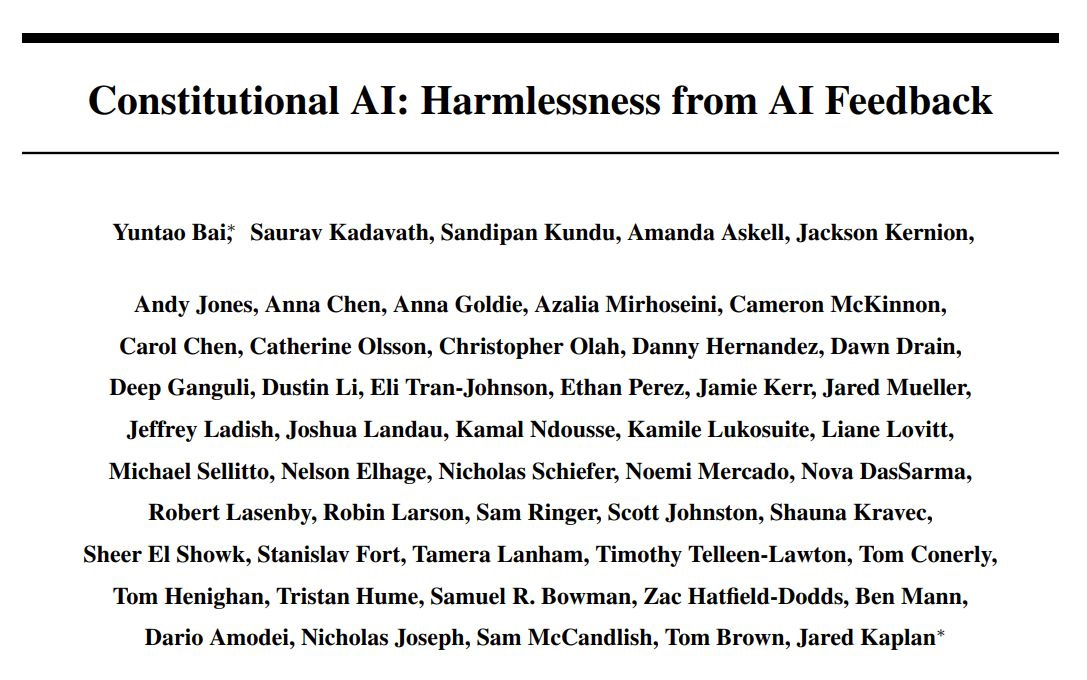 Constitutional AI: Harmlessness from AI Feedback
Yuntao Bai,* Saurav Kadavath, Sandipan Kundu, Amanda Askell, Jackson Kernion,
Andy Jones, Anna Chen, Anna Goldie, Azalia Mirhoseini, Cameron McKinnon,
Carol Chen, Catherine Olsson, Christopher Olah, Danny Hernandez, Dawn Drain,
Deep Ganguli, Dustin Li, Eli Tran-Johnson, Ethan Perez, Jamie Kerr, Jared Mueller,
Jeffrey Ladish, Joshua Landau, Kamal Ndousse, Kamile Lukosuite, Liane Lovitt,
Michael Sellitto, Nelson Elhage, Nicholas Schiefer, Noemi Mercado, Nova DasSarma,
Robert Lasenby, Robin Larson, Sam Ringer, Scott Johnston, Shauna Kravec,
Sheer El Showk, Stanislav Fort, Tamera Lanham, Timothy Telleen-Lawton, Tom Conerly,
Tom Henighan, Tristan Hume, Samuel R. Bowman, Zac Hatfield-Dodds, Ben Mann,
Dario Amodei, Nicholas Joseph, Sam McCandlish, Tom Brown, Jared Kaplan*